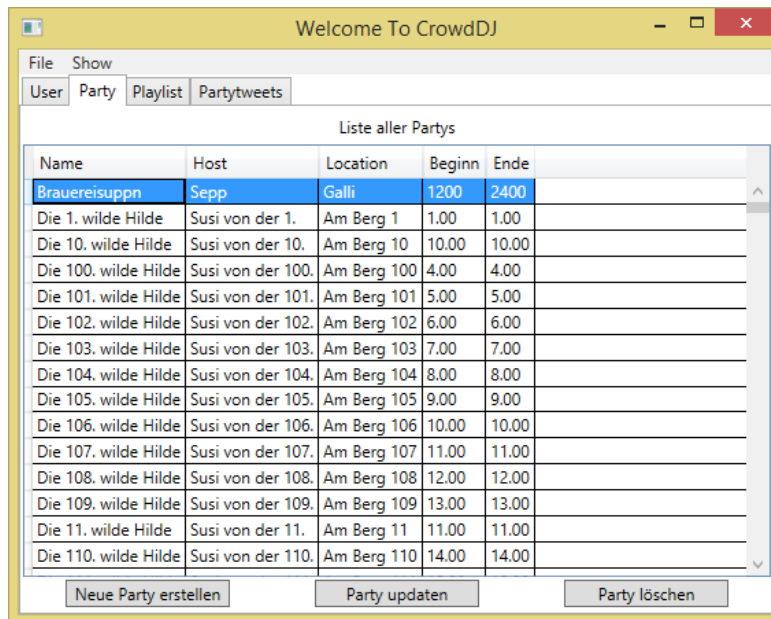 Welcome To CrowdDJ
File Show
User Party Playlist Partytweets
Liste aller Partys
Name Host Location Beginn Ende
Brauereisuppn Sepp Galli 1200 2400
Die 1. wilde Hilde Susi von der 1. Am Berg 1 1.00 1.00
Die 10. wilde Hilde Susi von der 10. Am Berg 10 10.00 10.00
Die 100. wilde Hilde Susi von der 100. Am Berg 100 4.00 4.00
Die 101. wilde Hilde Susi von der 101. Am Berg 101 5.00 5.00
Die 102. wilde Hilde Susi von der 102. Am Berg 102 6.00 6.00
Die 103. wilde Hilde Susi von der 103. Am Berg 103 7.00 7.00
Die 104. wilde Hilde Susi von der 104. Am Berg 104 8.00 8.00
Die 105. wilde Hilde Susi von der 105. Am Berg 105 9.00 9.00
Die 106. wilde Hilde Susi von der 106. Am Berg 106 10.00 10.00
Die 107. wilde Hilde Susi von der 107. Am Berg 107 11.00 11.00
Die 108. wilde Hilde Susi von der 108. Am Berg 108 12.00 12.00
Die 109. wilde Hilde Susi von der 109. Am Berg 109 13.00 13.00
Die 11. wilde Hilde Susi von der 11. Am Berg 11 11.00 11.00
Die 110. wilde Hilde Susi von der 110. Am Berg 110 14.00 14.00
Neue Party erstellen Party updaten Party löschen